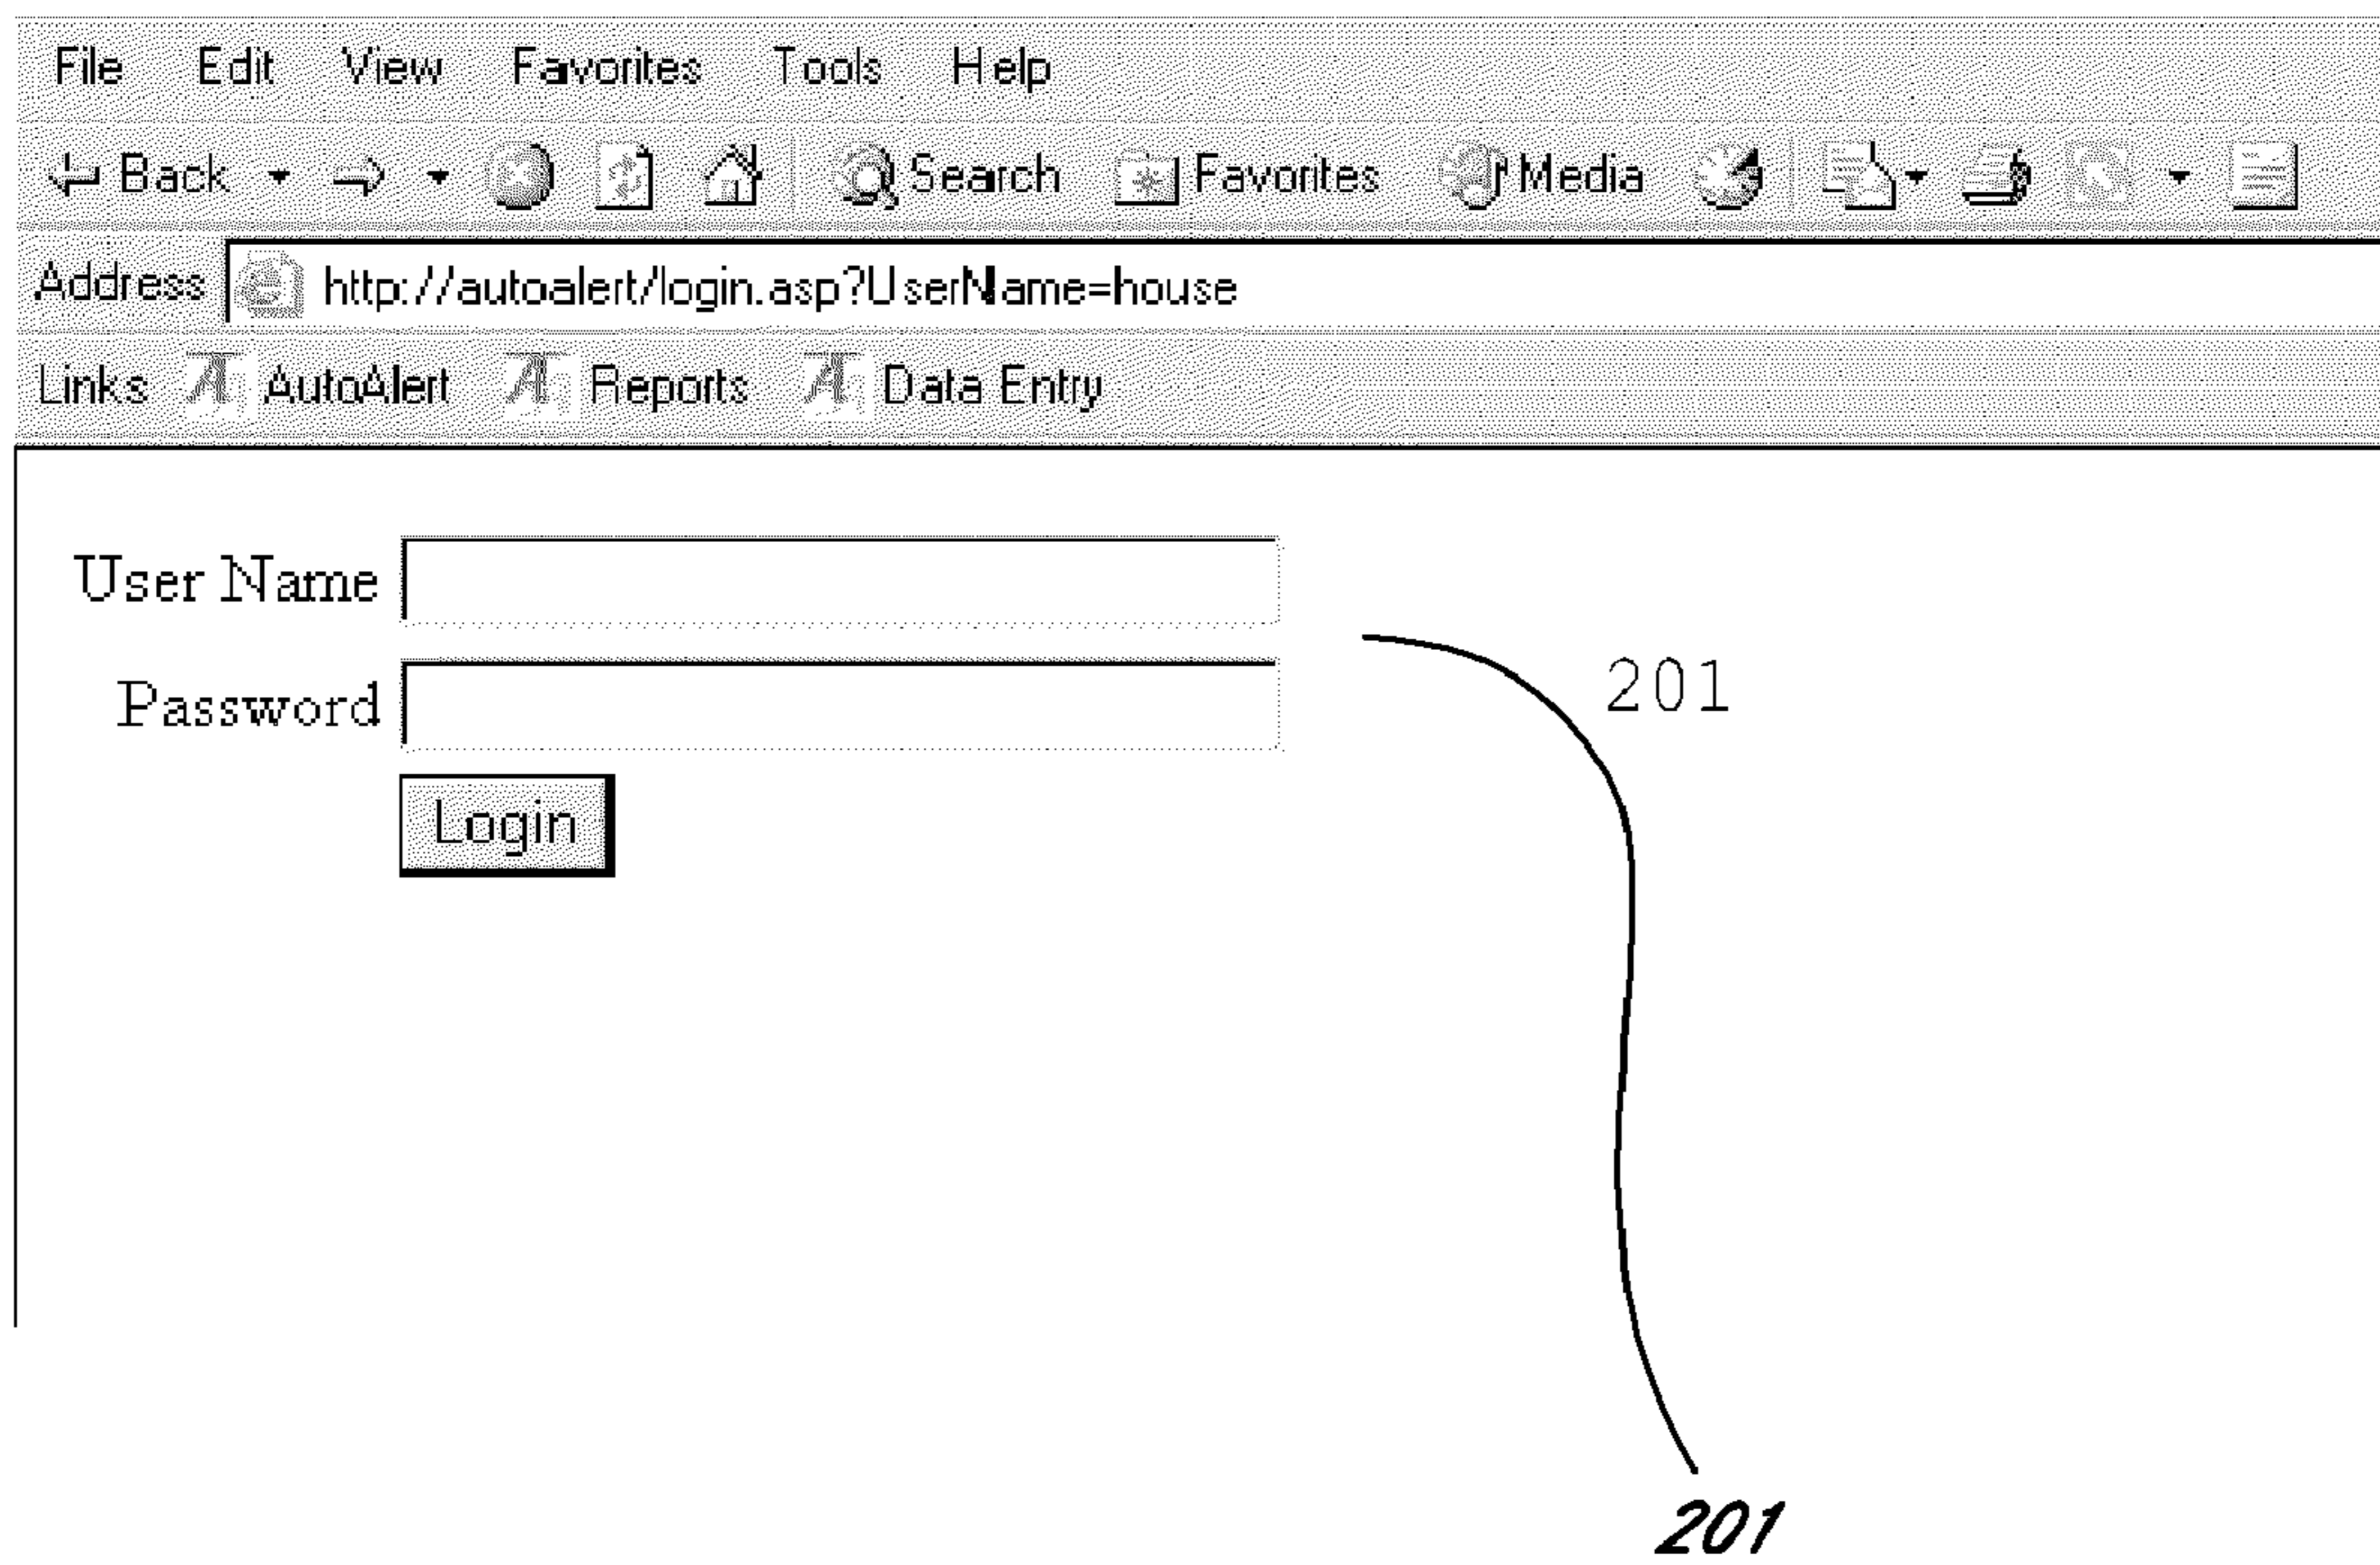 File Edit View Favorites Tools Help
Back Search Favorites Media
Address http://autoalert/login.asp?UserName=house
Links AutoAlert Reports Data Entry
User Name
201
Password
Login
201